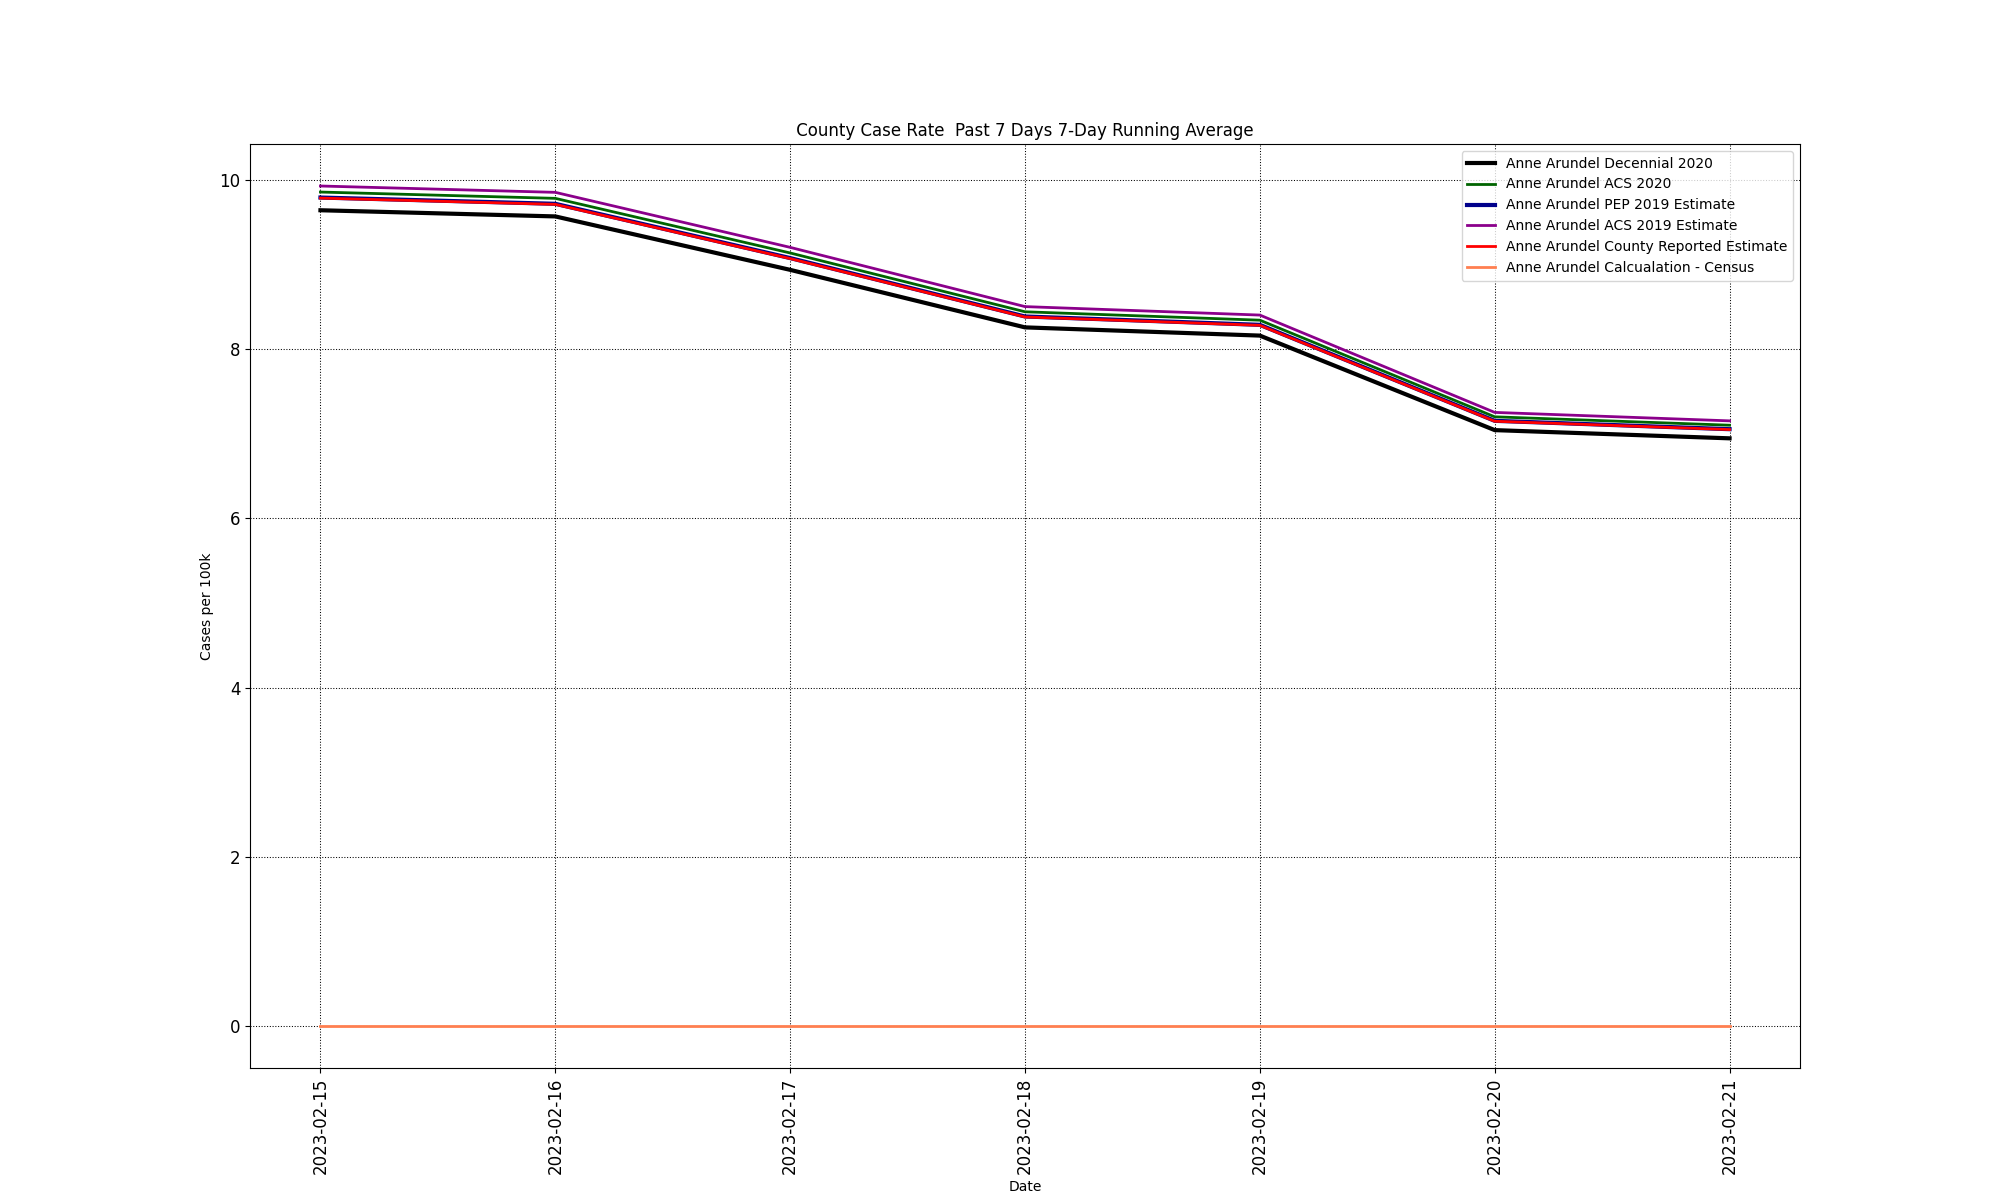 County Case Rate  Past 7 Days 7-Day Running Average
Anne Arundel Decennial 2020
Anne Arundel ACS 2020
Anne Arundel PEP 2019 Estimate
Anne Arundel ACS 2019 Estimate
Anne Arundel County Reported Estimate
Anne Arundel Calcualation - Census
10
8
6
4
2
0
Cases per 100k
2023-02-15
2023-02-16
2023-02-17
2023-02-18
2023-02-19
2023-02-20
2023-02-21
Date